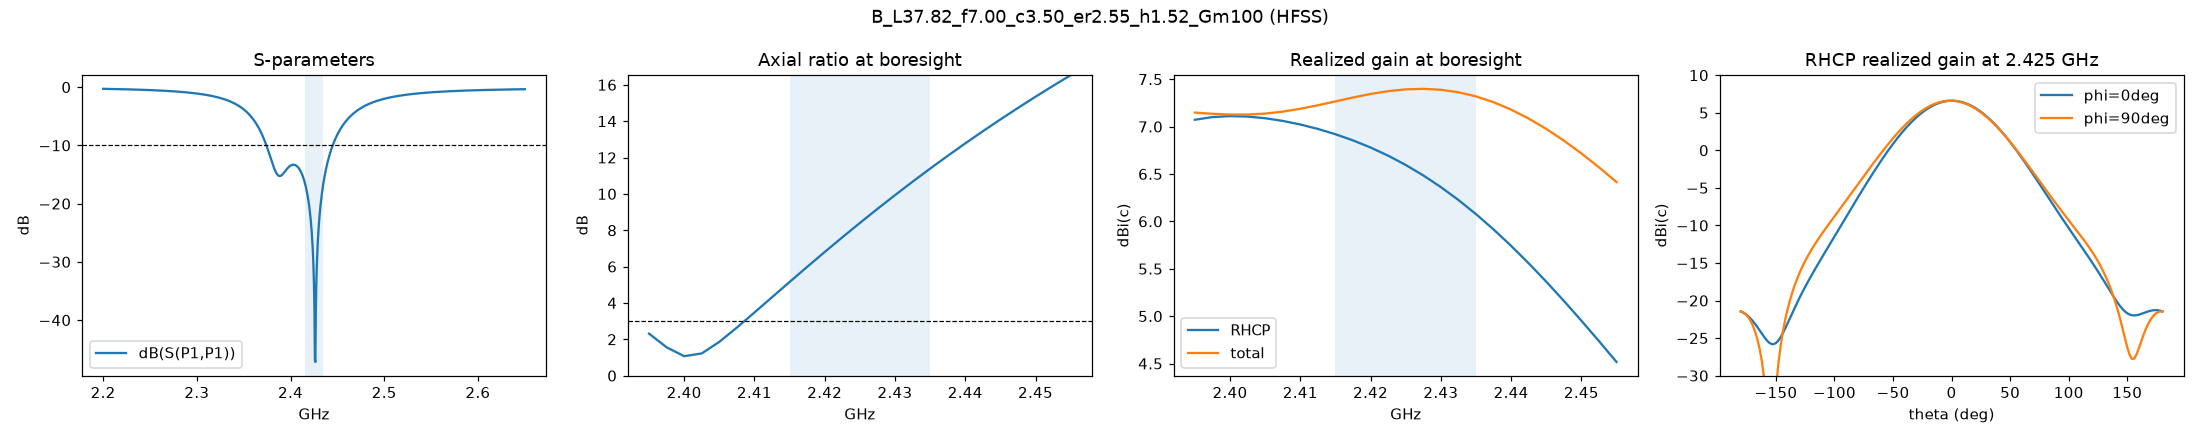 B_L37.82_f7.00_c3.50_er2.55_h1.52_Gm100 (HFSS)
S-parameters
0
−10
−20
−30
−40
dB
2.2 2.3 2.4 2.5 2.6
GHz
dB(S(P1,P1))
Axial ratio at boresight
16
14
12
10
8
6
4
2
0
dB
2.40 2.41 2.42 2.43 2.44 2.45
GHz
Realized gain at boresight
7.5
7.0
6.5
6.0
5.5
5.0
4.5
dBi(c)
2.40 2.41 2.42 2.43 2.44 2.45
GHz
RHCP
total
RHCP realized gain at 2.425 GHz
10
5
0
−5
−10
−15
−20
−25
−30
dBi(c)
−150 −100 −50 0 50 100 150
theta (deg)
phi=0deg
phi=90deg